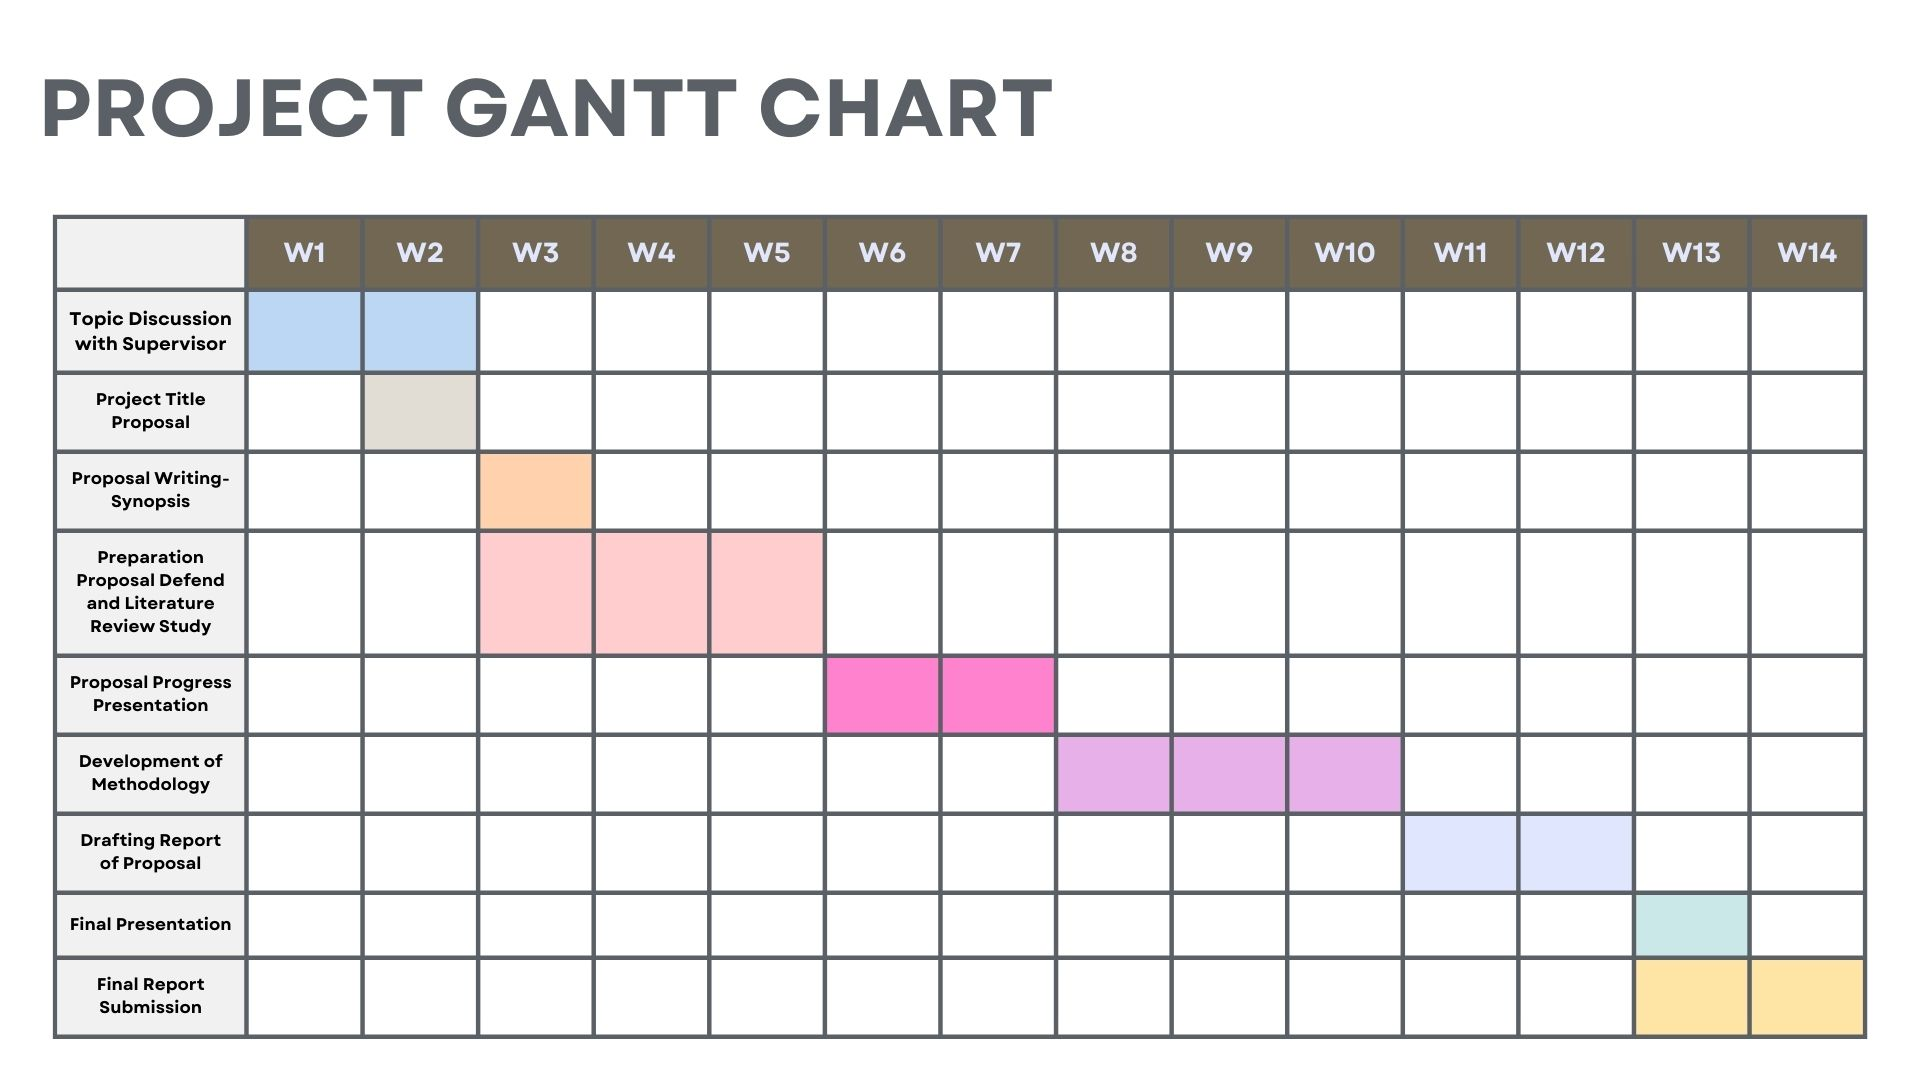 PROJECT GANTT CHART
W1 W2 W3 W4 W5 W6 W7 W8 W9 W10 W11 W12 W13 W14
Topic Discussion
with Supervisor
Project Title
Proposal
Proposal Writing-
Synopsis
Preparation
Proposal Defend
and Literature
Review Study
Proposal Progress
Presentation
Development of
Methodology
Drafting Report
of Proposal
Final Presentation
Final Report
Submission